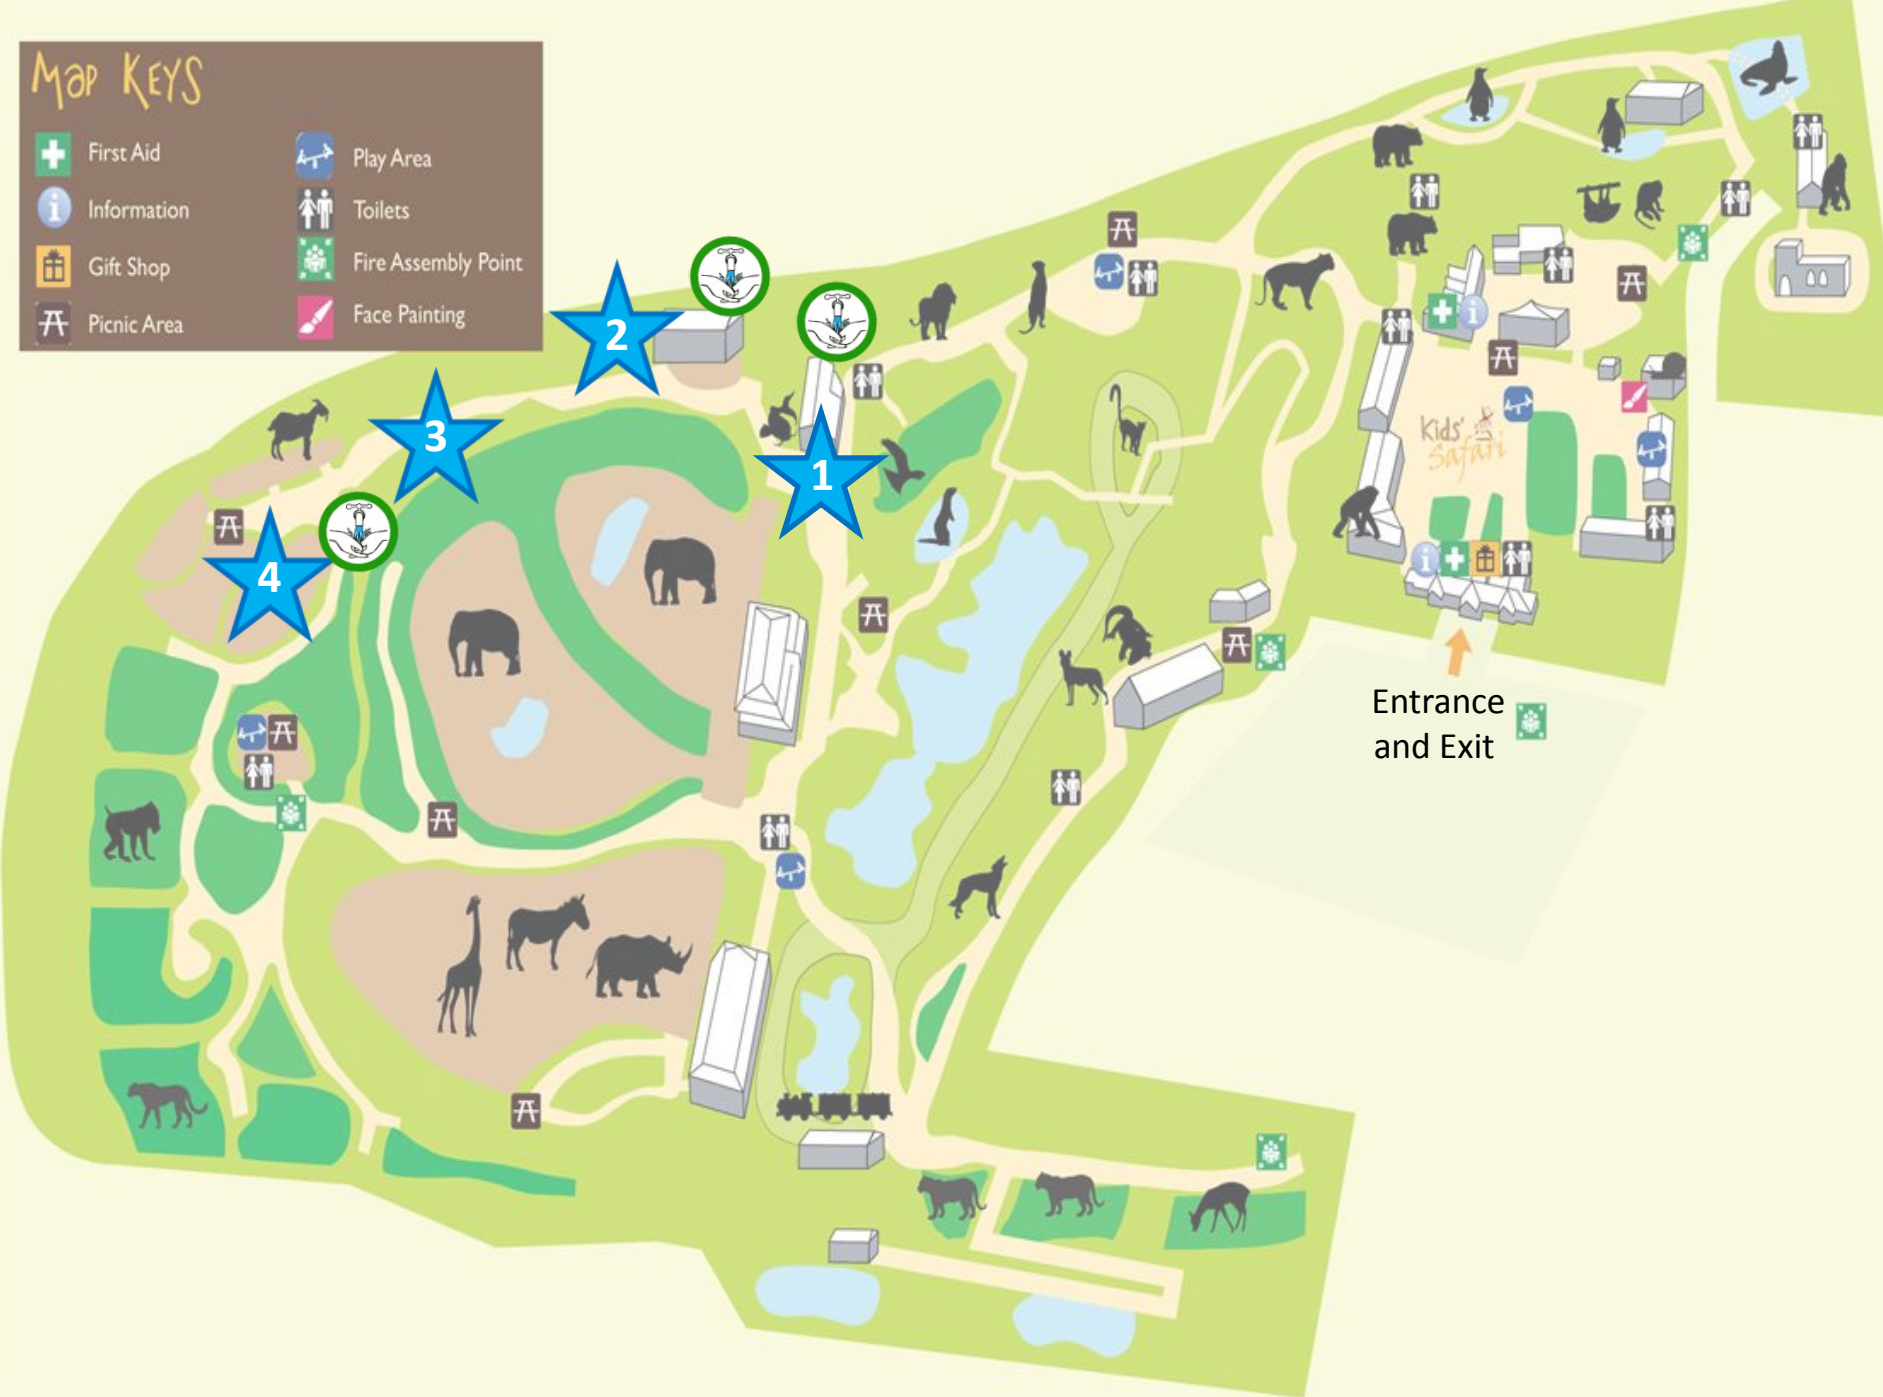 Map Keys
First Aid
Information
Gift Shop
Picnic Area
Play Area
Toilets
Fire Assembly Point
Face Painting
2
3
1
4
Kids'
Safari
Entrance
and Exit